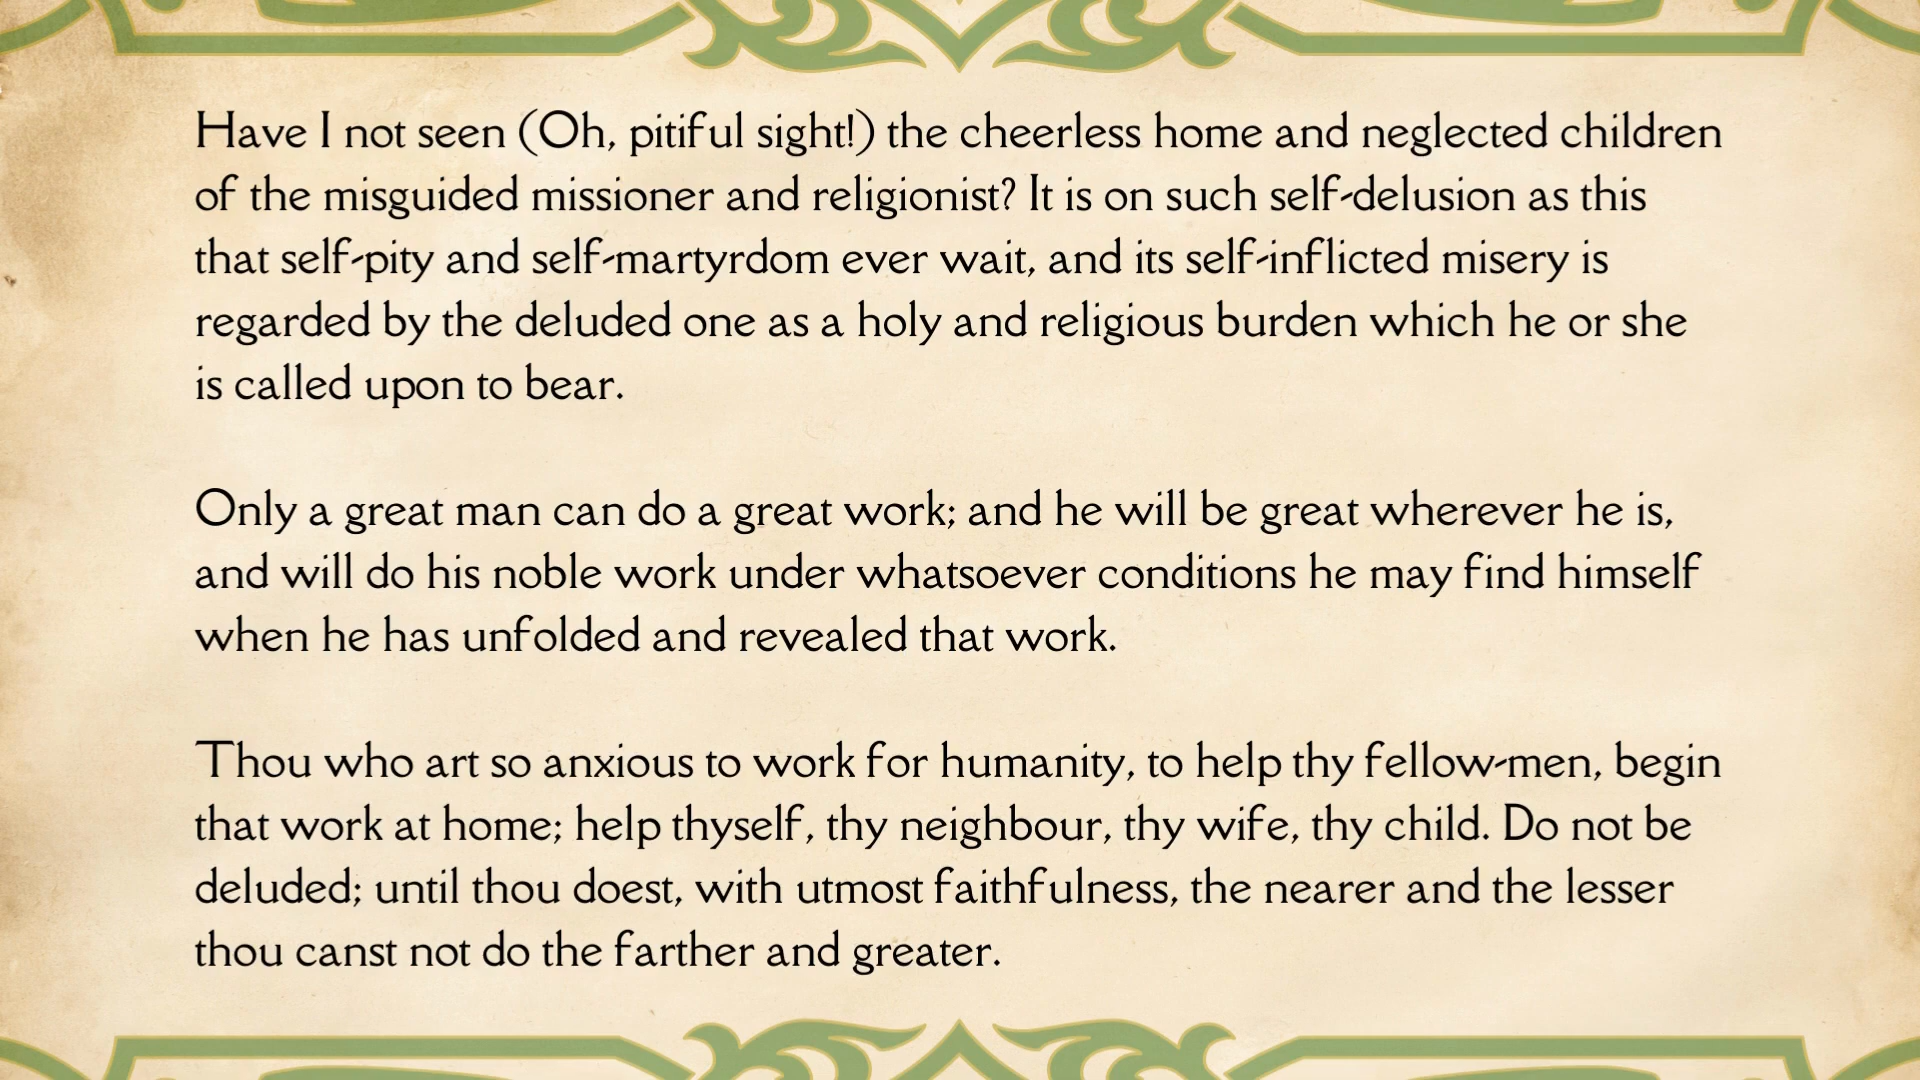 Have I not seen (Oh, pitiful sight!) the cheerless home and neglected children
of the misguided missioner and religionist? It is on such self-delusion as this
that self-pity and self-martyrdom ever wait, and its self-inflicted misery is
regarded by the deluded one as a holy and religious burden which he or she
is called upon to bear.
Only a great man can do a great work; and he will be great wherever he is,
and will do his noble work under whatsoever conditions he may find himself
when he has unfolded and revealed that work.
Thou who art so anxious to work for humanity, to help thy fellow-men, begin
that work at home; help thyself, thy neighbour, thy wife, thy child. Do not be
deluded; until thou doest, with utmost faithfulness, the nearer and the lesser
thou canst not do the farther and greater.